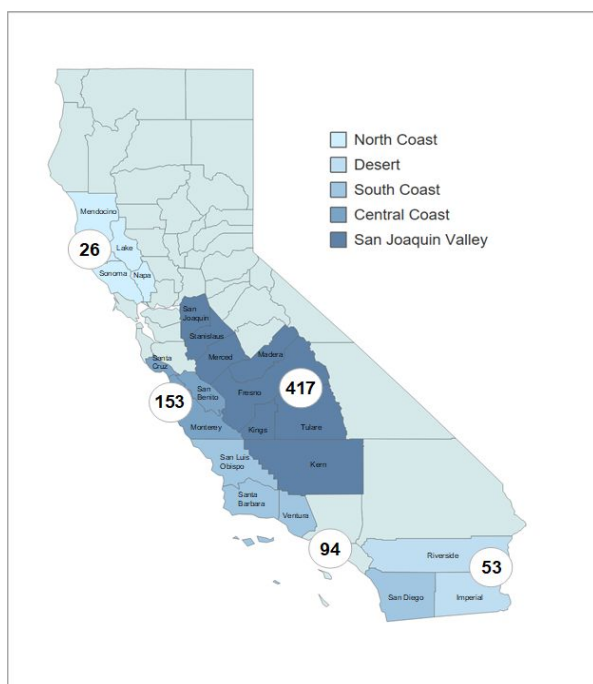 North Coast
Desert
South Coast
Central Coast
San Joaquin Valley
Mendocino
Lake
26
Sonoma
Napa
San
Joaquin
Stanislaus
Merced
Madera
Santa
Cruz
153
San
Benito
Fresno
417
Monterey
Kings
Tulare
San Luis
Obispo
Kern
Santa
Barbara
Ventura
94
Riverside
53
San Diego
Imperial